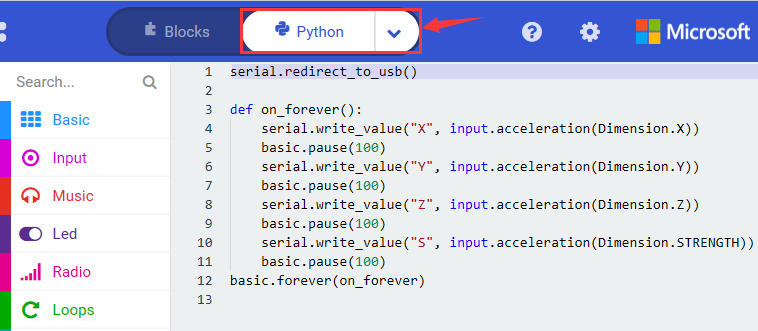 Blocks
Python
Microsoft
Search...
Basic
Input
Music
Led
Radio
Loops
1 serial.redirect_to_usb()
2
3 def on_forever():
4     serial.write_value("X", input.acceleration(Dimension.X))
5     basic.pause(100)
6     serial.write_value("Y", input.acceleration(Dimension.Y))
7     basic.pause(100)
8     serial.write_value("Z", input.acceleration(Dimension.Z))
9     basic.pause(100)
10     serial.write_value("S", input.acceleration(Dimension.STRENGTH))
11     basic.pause(100)
12 basic.forever(on_forever)
13